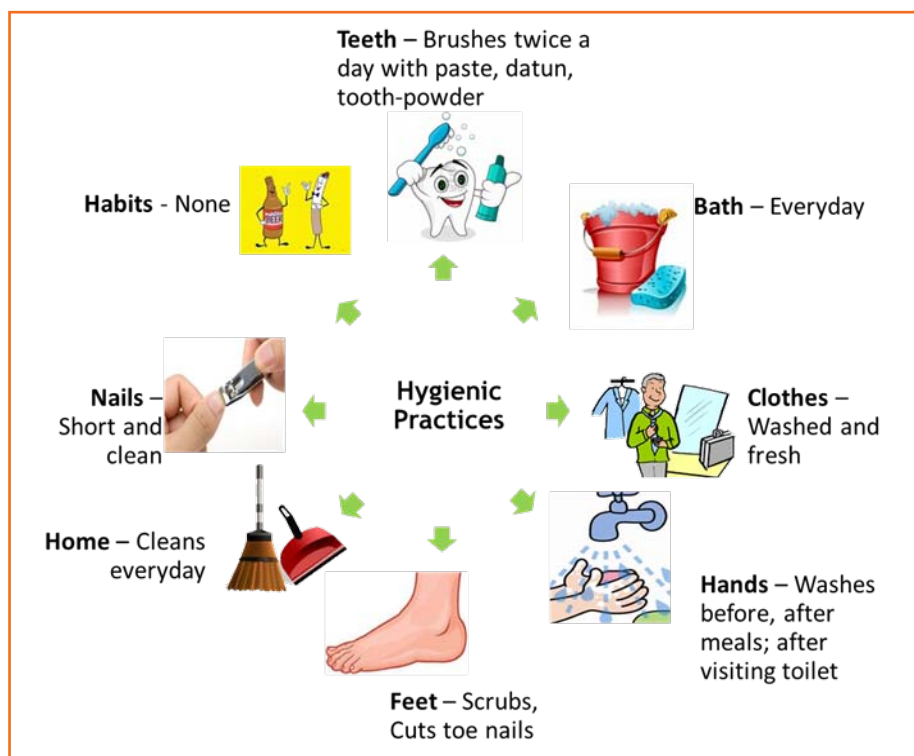 Teeth – Brushes twice a
day with paste, datun,
tooth-powder
Habits - None
BEER
Bath – Everyday
Nails –
Short and
clean
Hygienic
Practices
Clothes –
Washed and
fresh
Home – Cleans
everyday
Hands – Washes
before, after
meals; after
visiting toilet
Feet – Scrubs,
Cuts toe nails